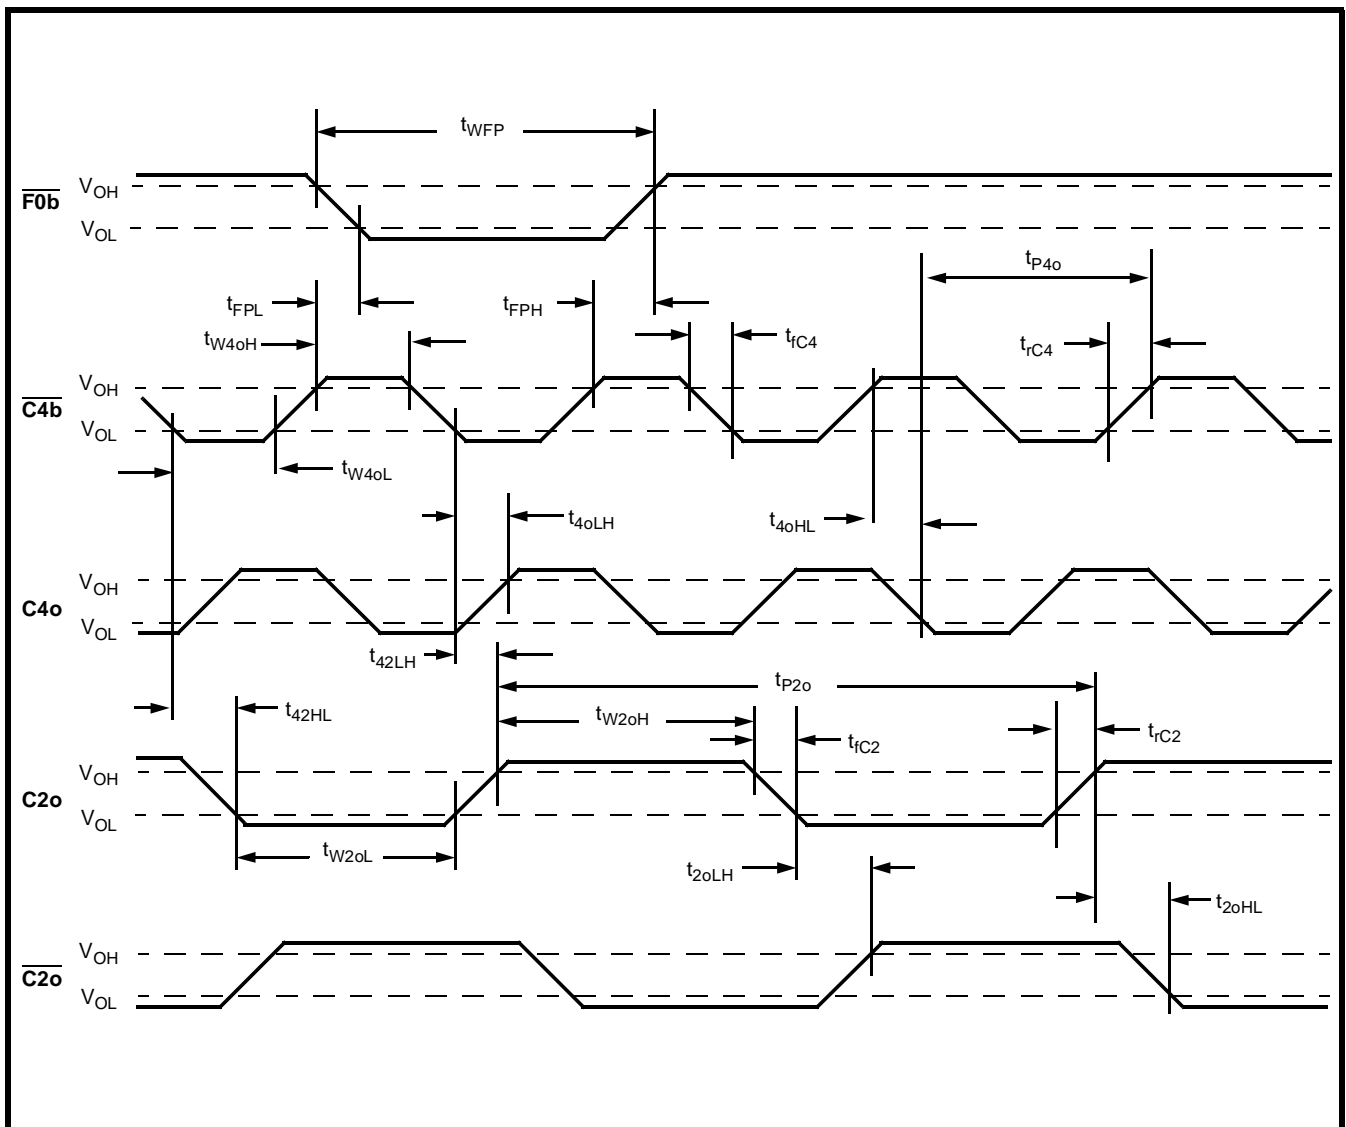 tWFP
F0b
VOH
VOL
tP4o
tFPL
tFPH
tW4oH
tfC4
trC4
C4b
VOH
VOL
tW4oL
t4oLH
t4oHL
C4o
VOH
VOL
t42LH
tP2o
t42HL
tW2oH
tfC2
trC2
C2o
VOH
VOL
tW2oL
t2oLH
t2oHL
C2o
VOH
VOL